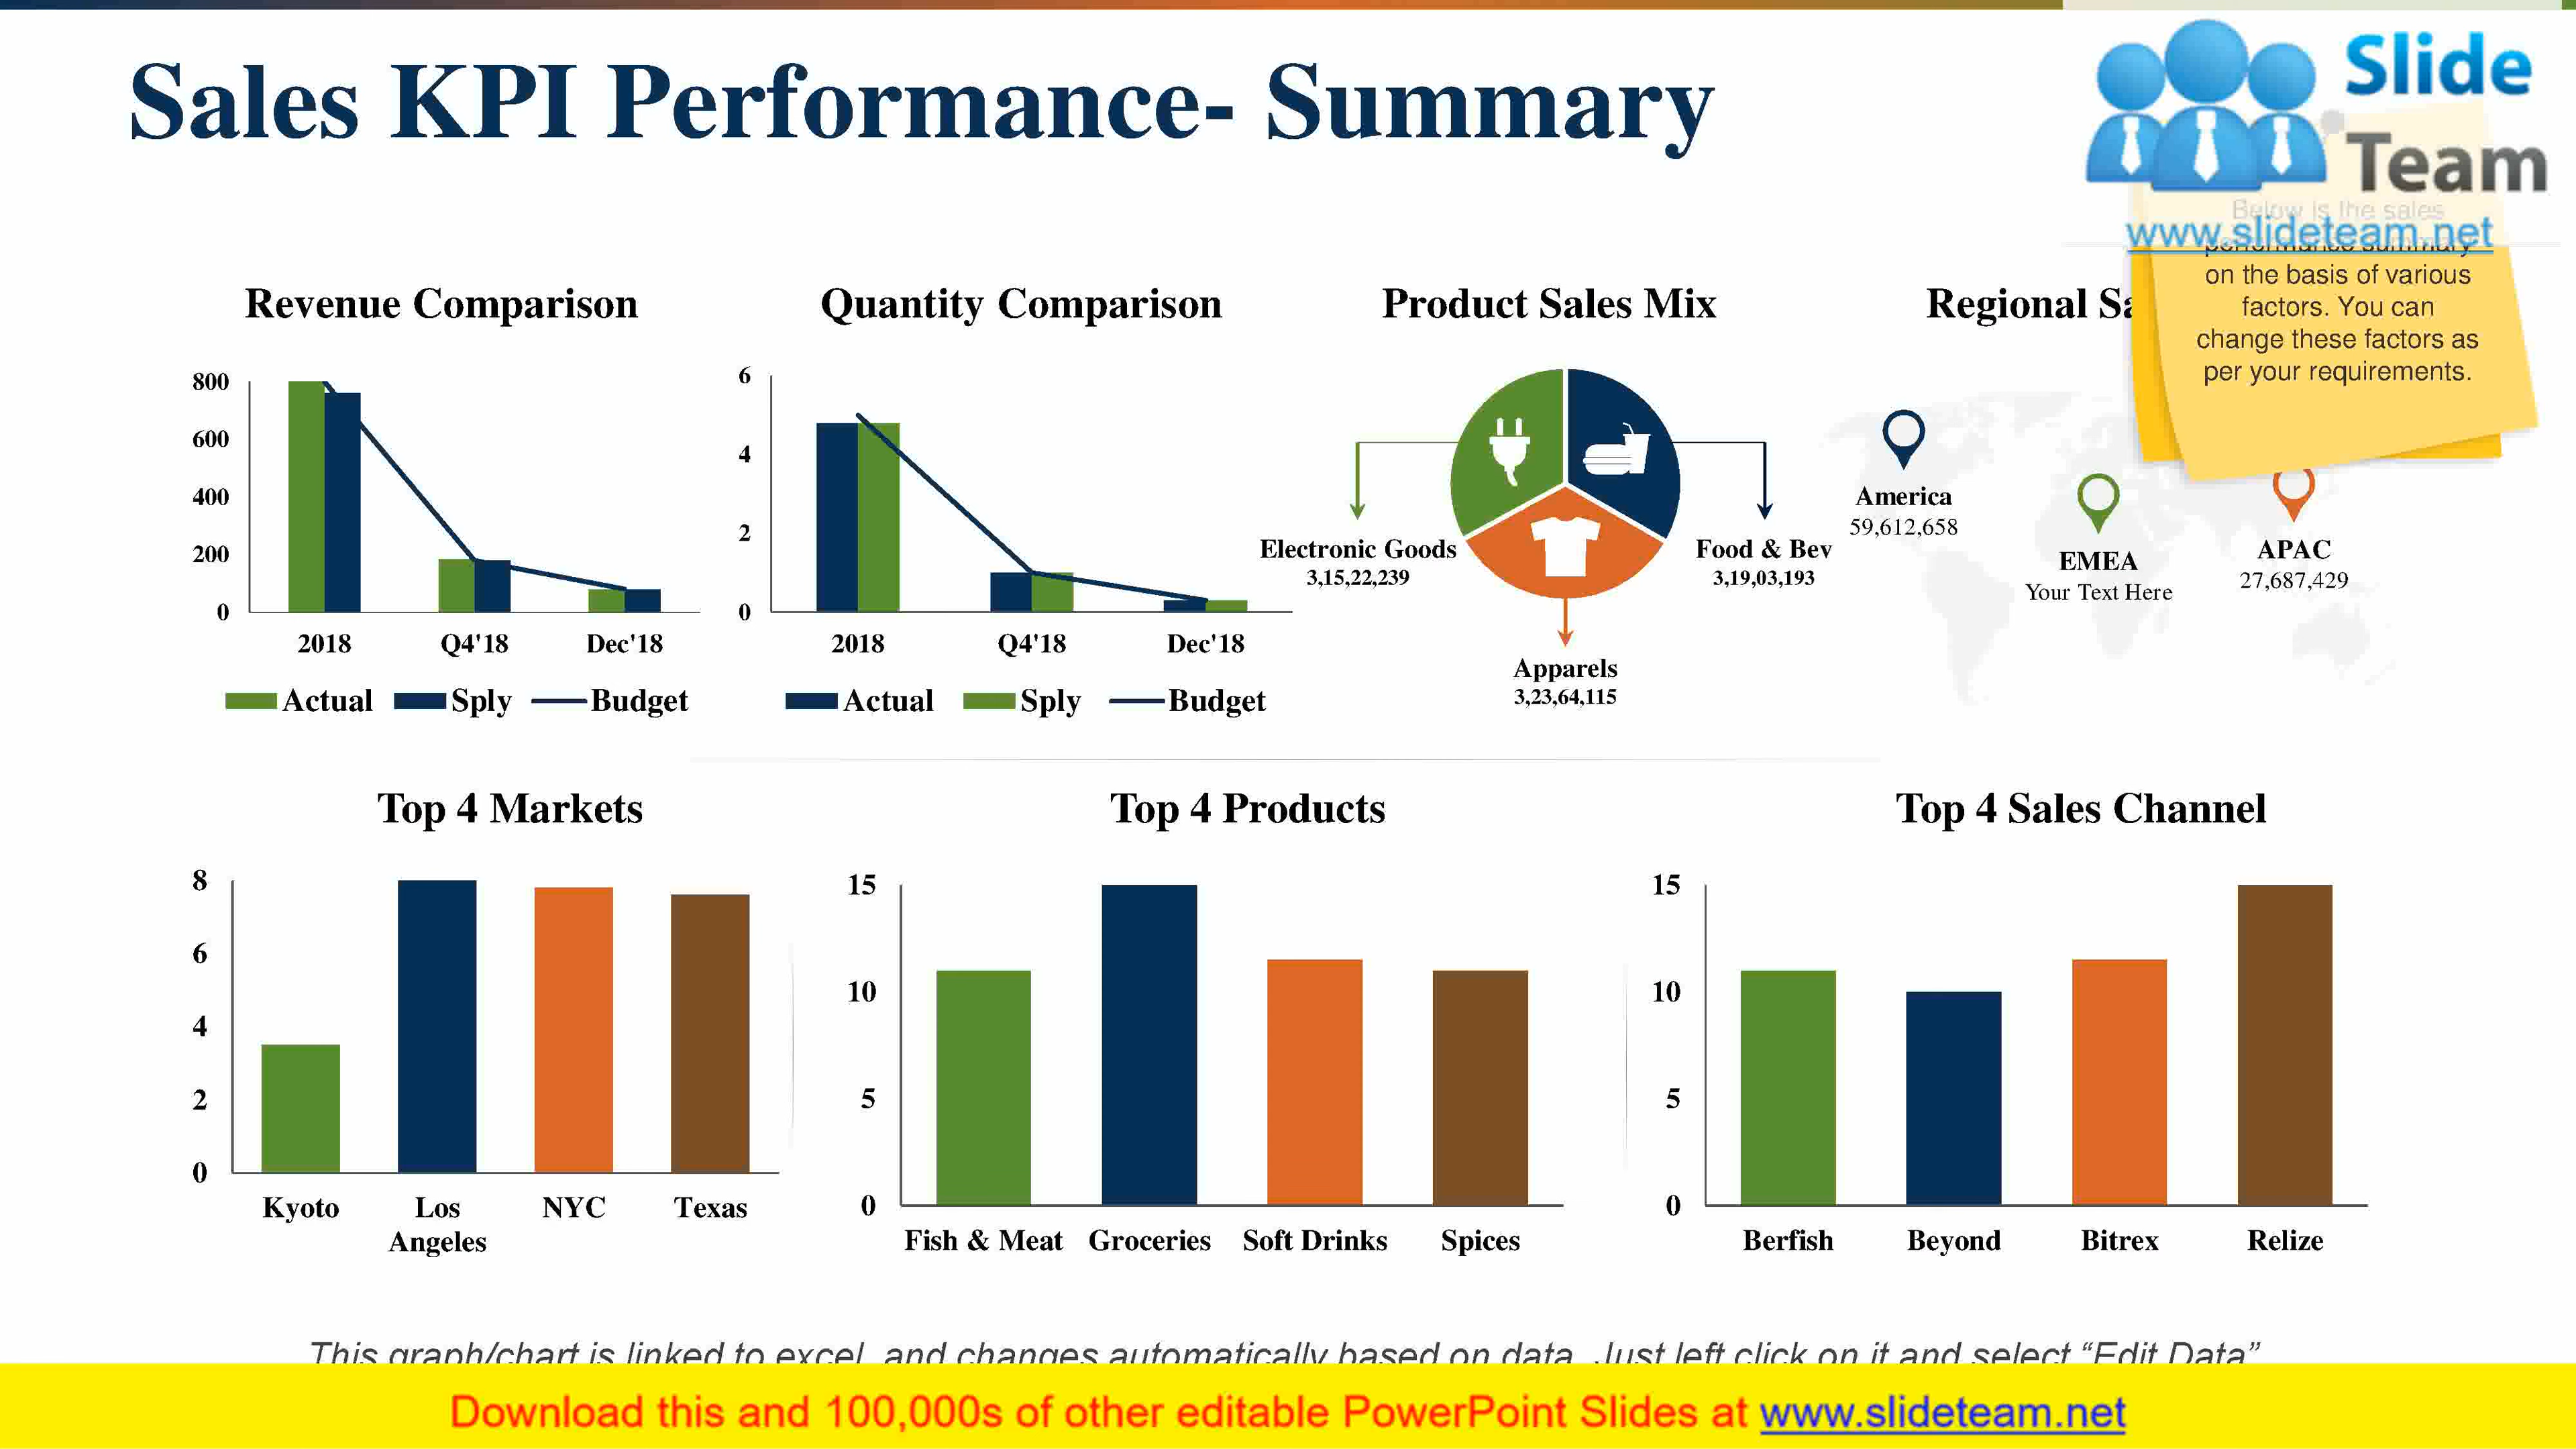 Sales KPI Performance- Summary
Slide
Team
www.slideteam.net
Below is the sales
performance summary
on the basis of various
factors. You can
change these factors as
per your requirements.
Revenue Comparison
800
600
400
200
0
2018 Q4'18 Dec'18
Actual Sply Budget
Quantity Comparison
6
4
2
0
2018 Q4'18 Dec'18
Actual Sply Budget
Product Sales Mix
Electronic Goods
3,15,22,239
Food & Bev
3,19,03,193
Apparels
3,23,64,115
Regional
America
59,612,658
EMEA
Your Text Here
APAC
27,687,429
Top 4 Markets
8
6
4
2
0
Kyoto Los Angeles NYC Texas
Top 4 Products
15
10
5
0
Fish & Meat Groceries Soft Drinks Spices
Top 4 Sales Channel
15
10
5
0
Berfish Beyond Bitrex Relize
This graph/chart is linked to excel, and changes automatically based on data. Just left click on it and select “Edit Data”
Download this and 100,000s of other editable PowerPoint Slides at www.slideteam.net